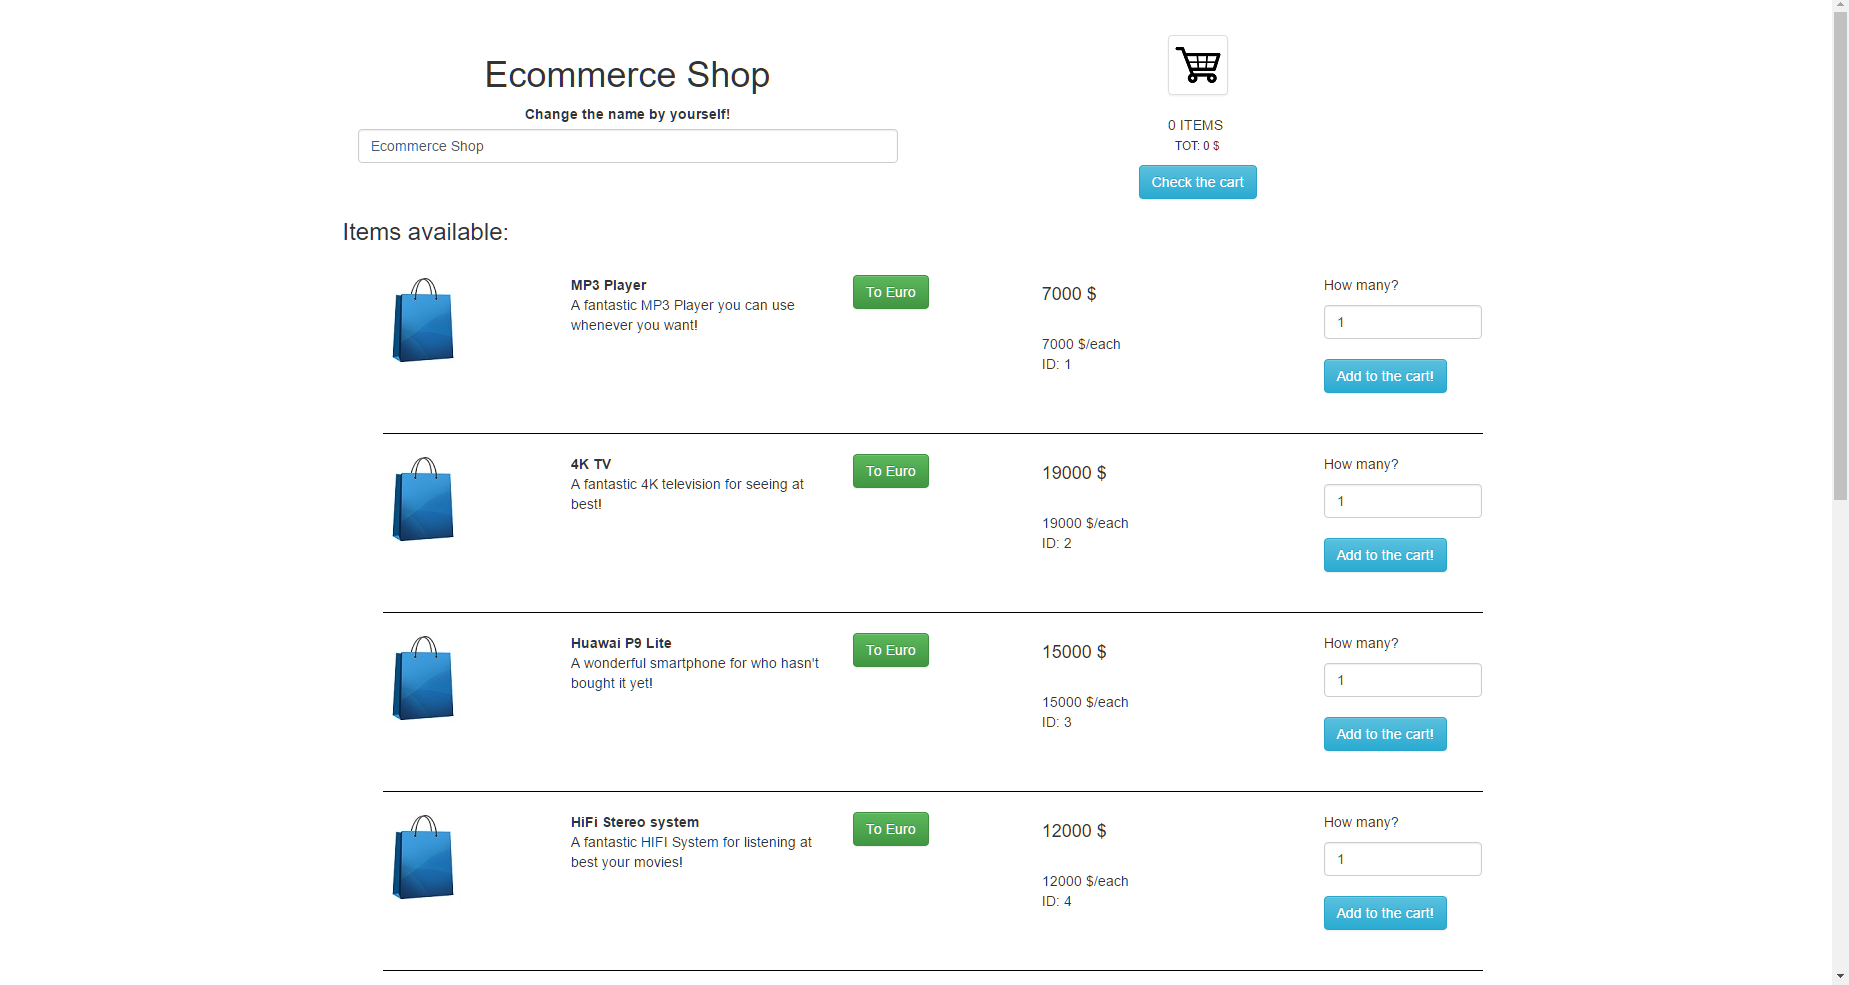 Ecommerce Shop
Change the name by yourself!
Ecommerce Shop
0 ITEMS
TOT: 0 $
Check the cart
Items available:
MP3 Player
A fantastic MP3 Player you can use
whenever you want!
To Euro
7000 $
7000 $/each
ID: 1
How many?
1
Add to the cart!
4K TV
A fantastic 4K television for seeing at
best!
To Euro
19000 $
19000 $/each
ID: 2
How many?
1
Add to the cart!
Huawai P9 Lite
A wonderful smartphone for who hasn't
bought it yet!
To Euro
15000 $
15000 $/each
ID: 3
How many?
1
Add to the cart!
HiFi Stereo system
A fantastic HIFI System for listening at
best your movies!
To Euro
12000 $
12000 $/each
ID: 4
How many?
1
Add to the cart!